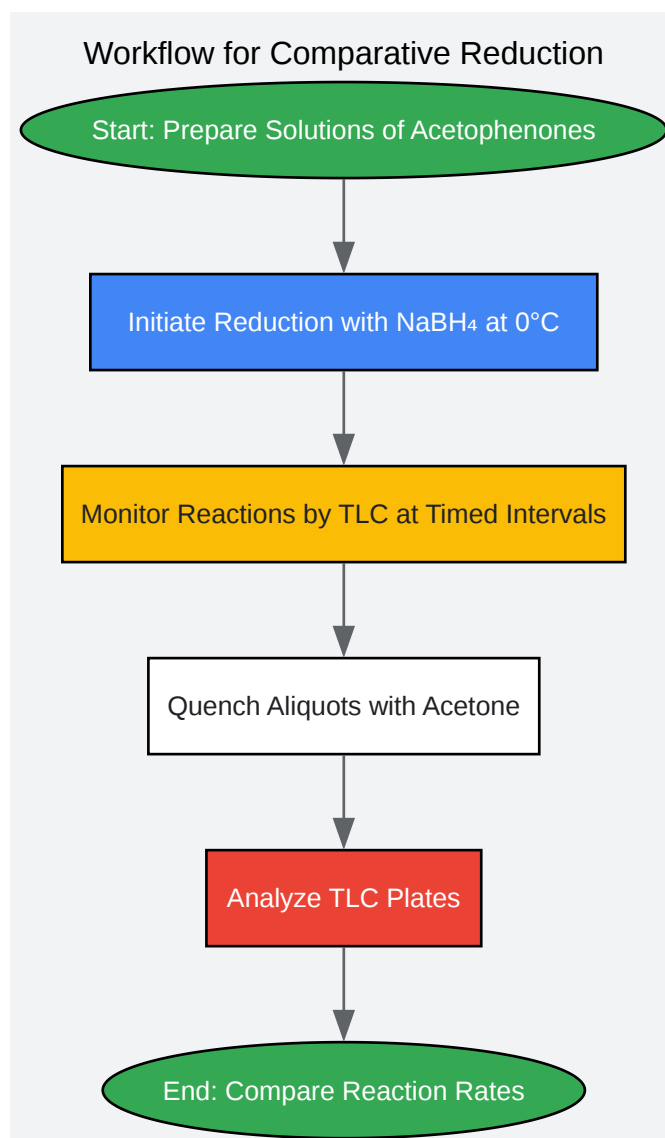 Workflow for Comparative Reduction
Start: Prepare Solutions of Acetophenones
Initiate Reduction with NaBH₄ at 0°C
Monitor Reactions by TLC at Timed Intervals
Quench Aliquots with Acetone
Analyze TLC Plates
End: Compare Reaction Rates